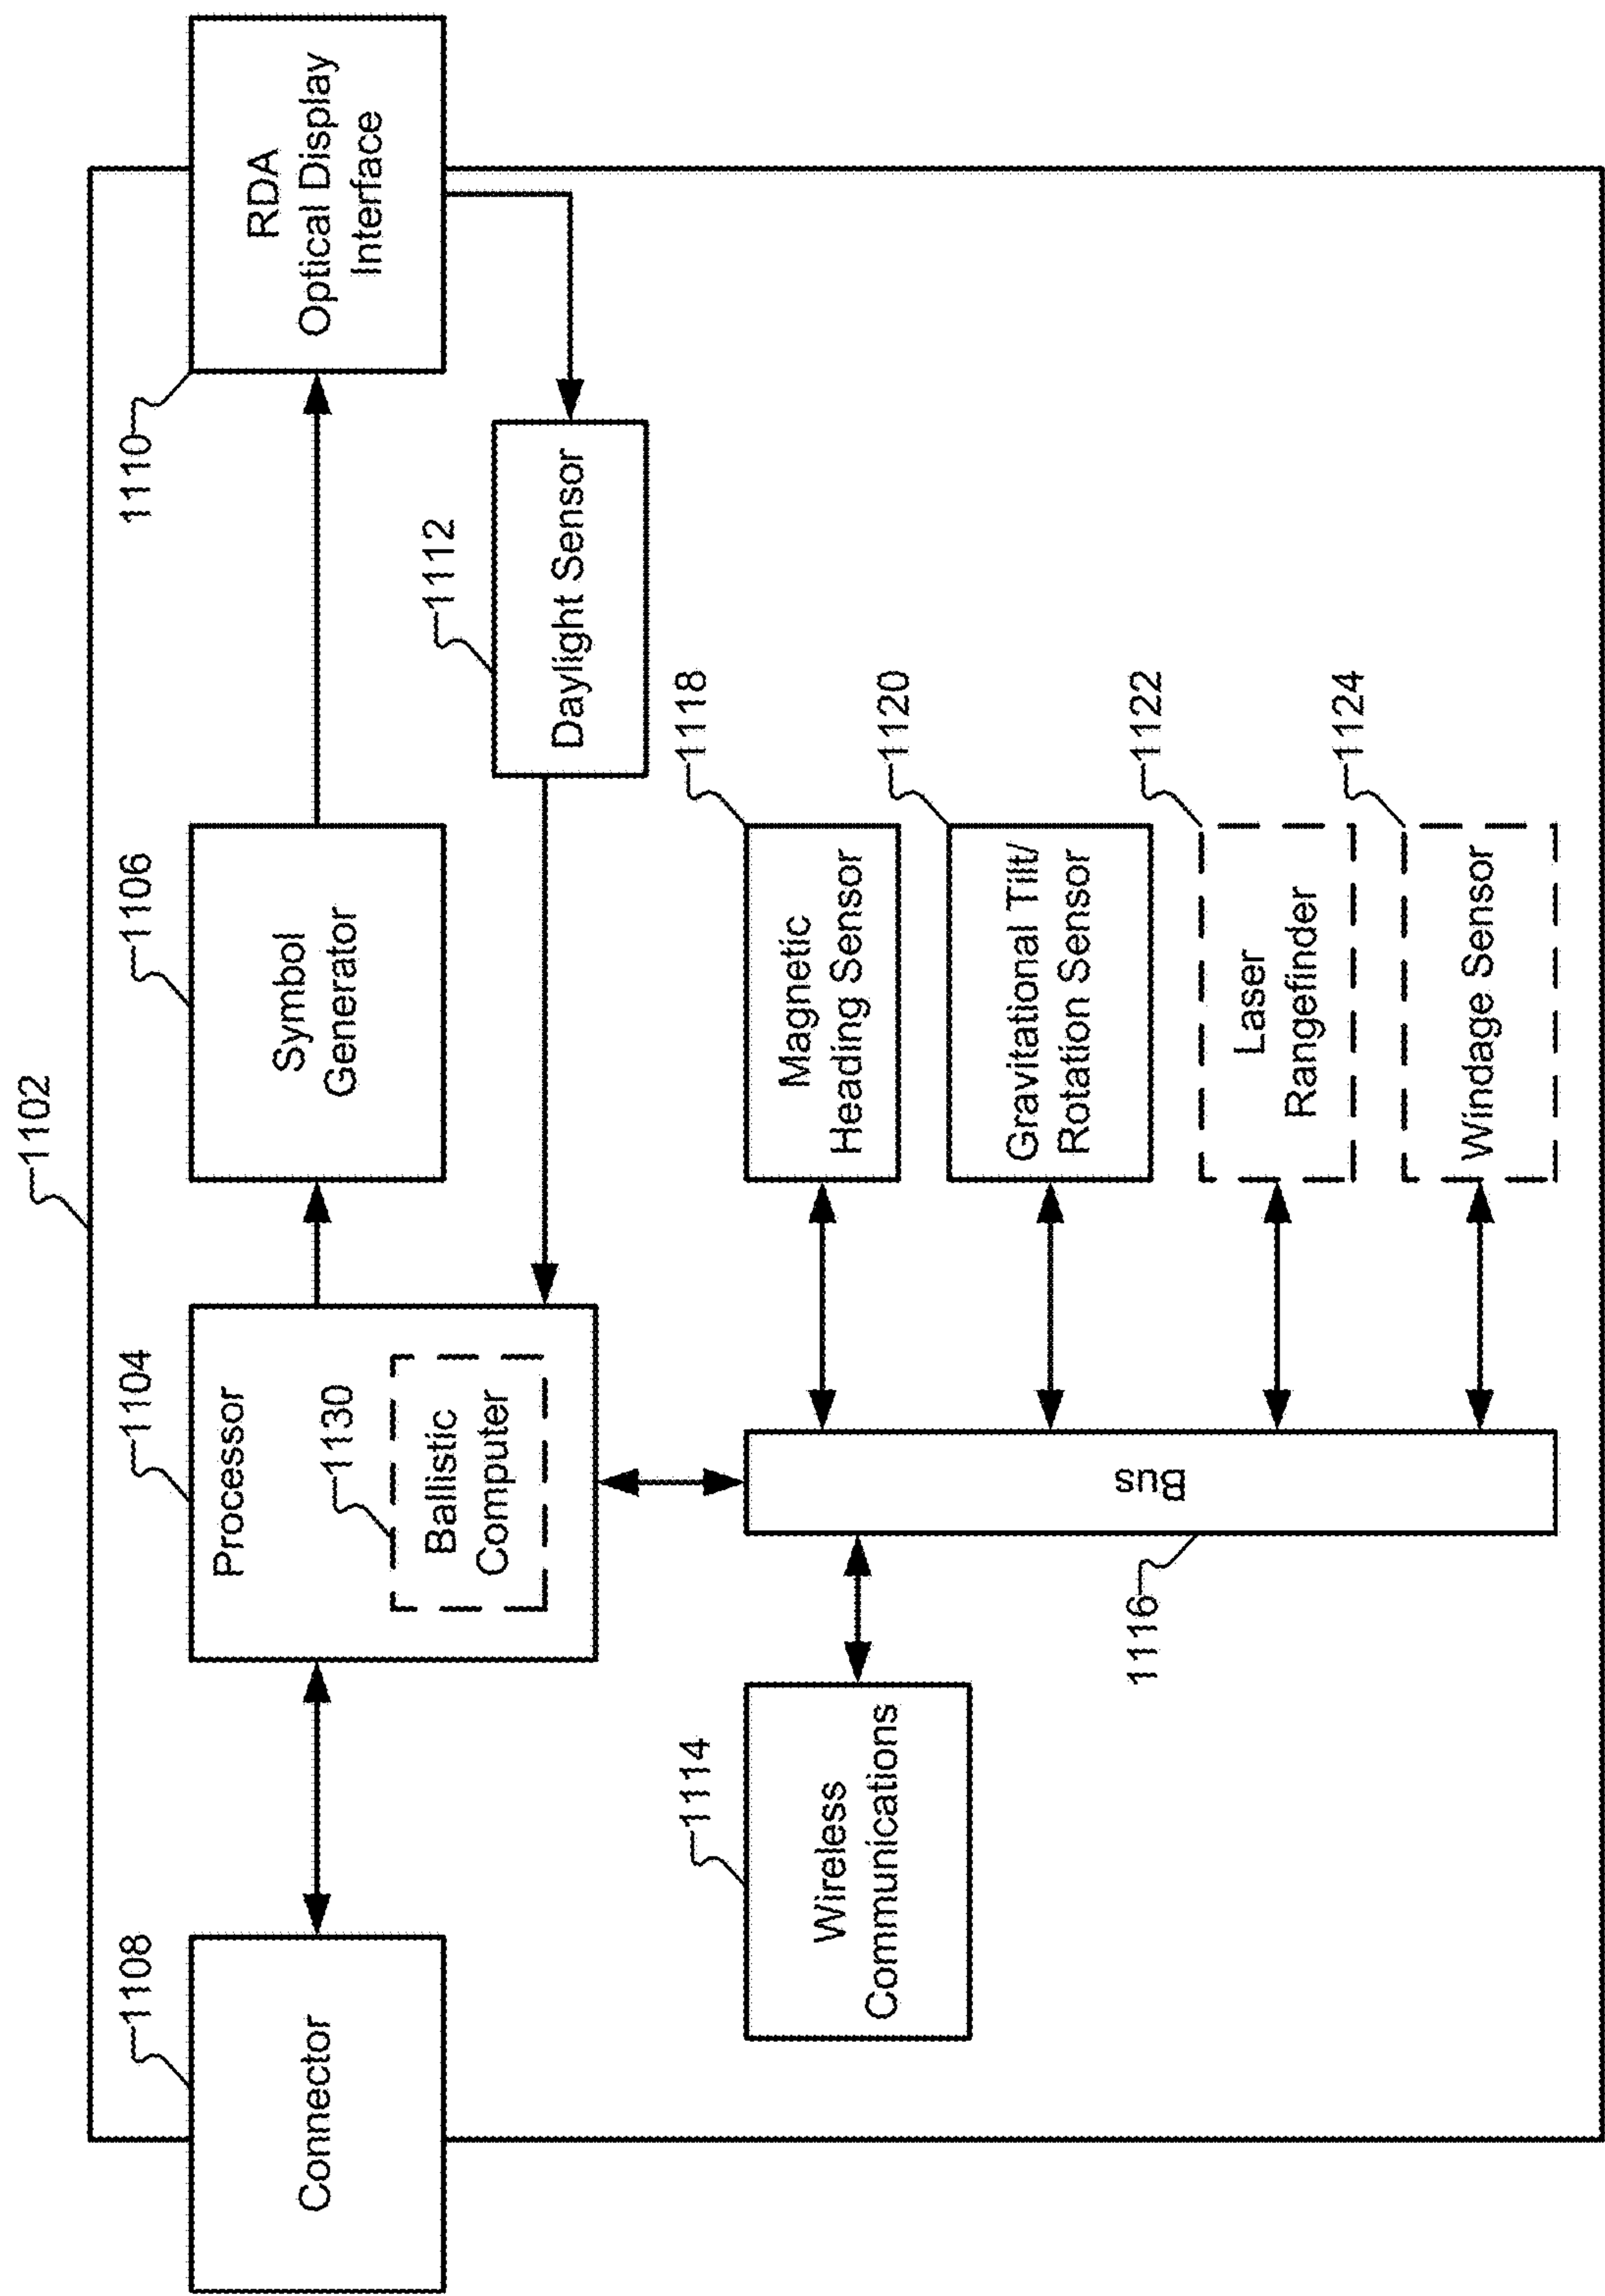 1102
1108
1104
1106
1110
Connector
Processor
1130
Ballistic
Computer
Symbol
Generator
RDA
Optical Display
Interface
1112
Daylight Sensor
1114
Wireless
Communications
1118
Magnetic
Heading Sensor
1120
Gravitational Tilt/
Rotation Sensor
Bus
1116
1122
Laser
Rangefinder
1124
Windage Sensor